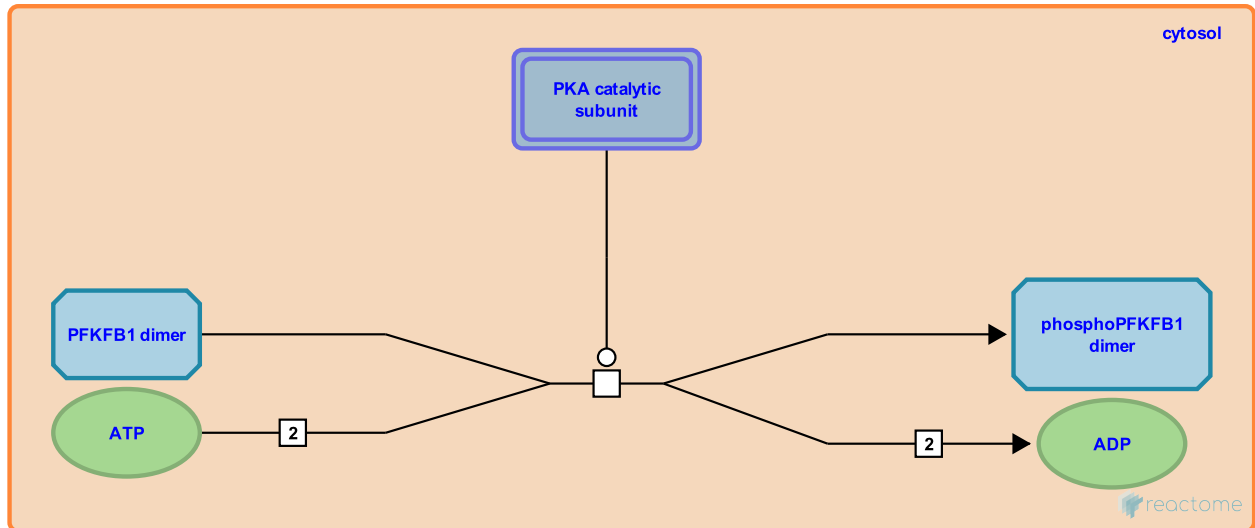 cytosol
PKA catalytic
subunit
PFKFB1 dimer
phosphoPFKFB1
dimer
ATP
2
2
ADP
reactome